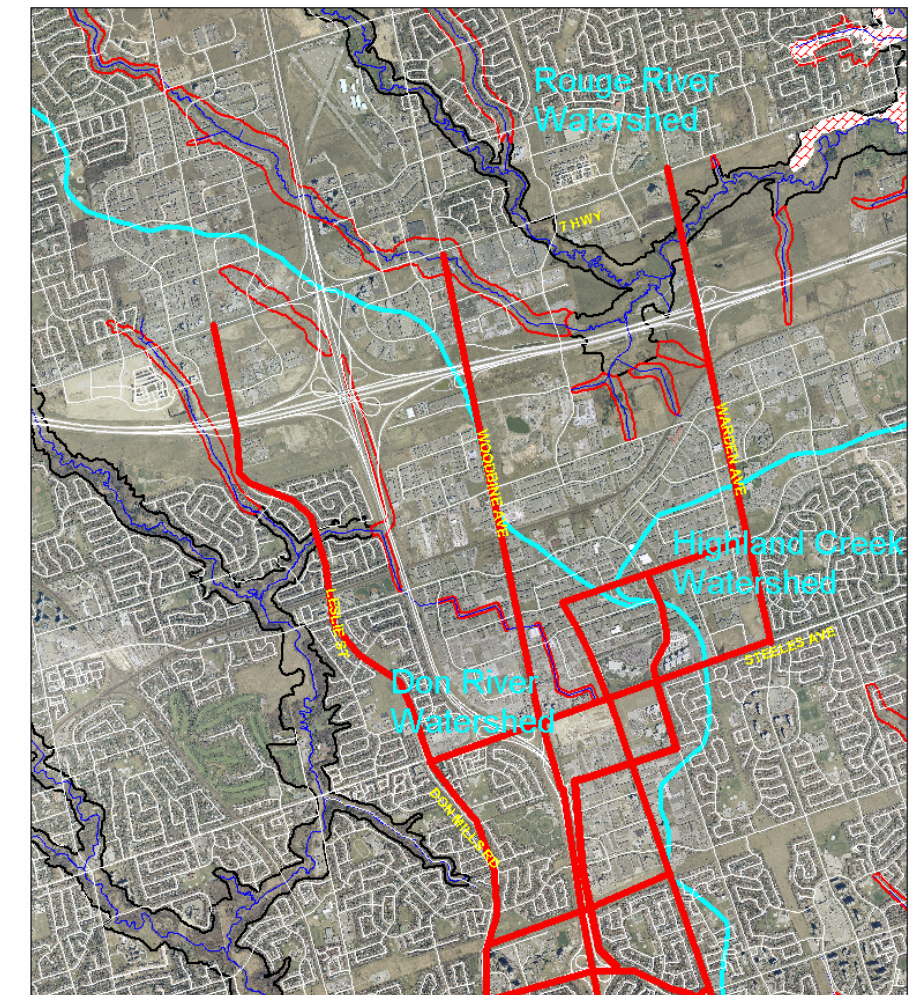 Rouge River
Watershed
7 HWY
WOODBINE AVE
WARDEN AVE
Highland Creek
Watershed
LESLIE ST
STEELES AVE
Don River
Watershed
DON MILLS RD